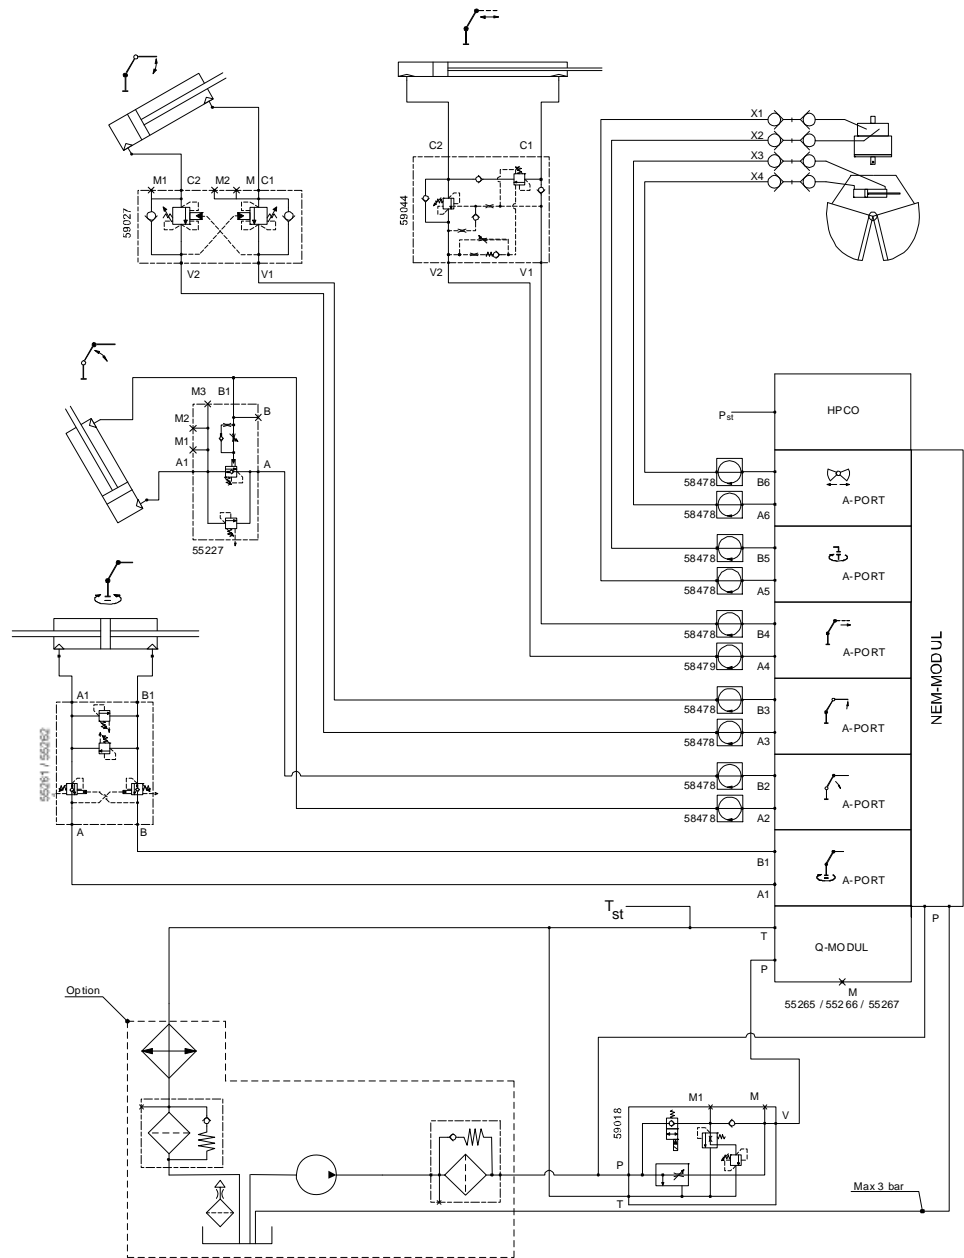 X1
X2
X3
X4
C2
C1
M1
C2
M2
M
C1
59027
59044
V2
V1
V2
V1
M3
B1
M2
B
M1
A1
A
55227
Pst
HPCO
58478
B6
A-PORT
58478
A6
58478
B5
A-PORT
58478
A5
58478
B4
A-PORT
58479
A4
NEM-MODUL
58478
B3
A-PORT
58478
A3
58478
B2
A-PORT
58478
A2
A1
B1
55261 / 55262
A
B
B1
A-PORT
A1
Tst
P
T
Q-MODUL
P
M
55265 / 55266 / 55267
Option
M1
M
V
59018
P
T
Max 3 bar